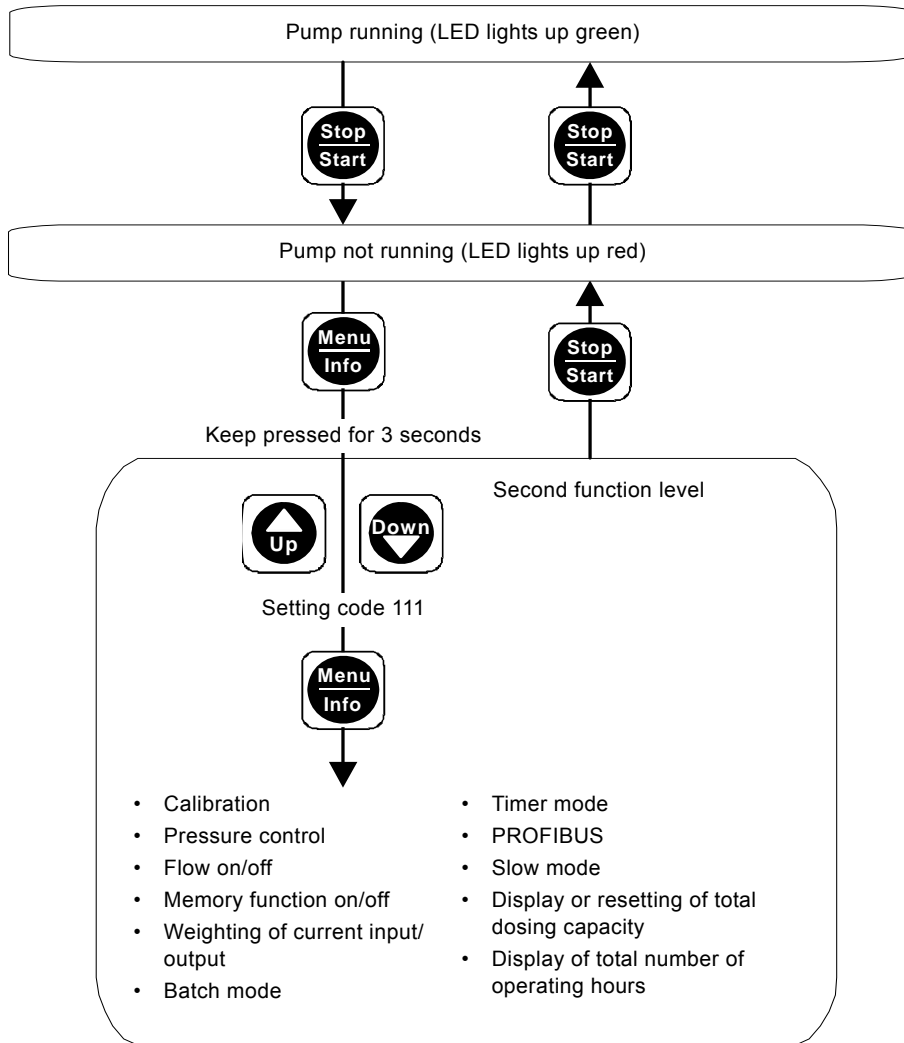 Pump running (LED lights up green)
Stop
Start
Stop
Start
Pump not running (LED lights up red)
Menu
Info
Stop
Start
Keep pressed for 3 seconds
Second function level
Up
Down
Setting code 111
Menu
Info
• Calibration
• Pressure control
• Flow on/off
• Memory function on/off
• Weighting of current input/
output
• Batch mode
• Timer mode
• PROFIBUS
• Slow mode
• Display or resetting of total
dosing capacity
• Display of total number of
operating hours